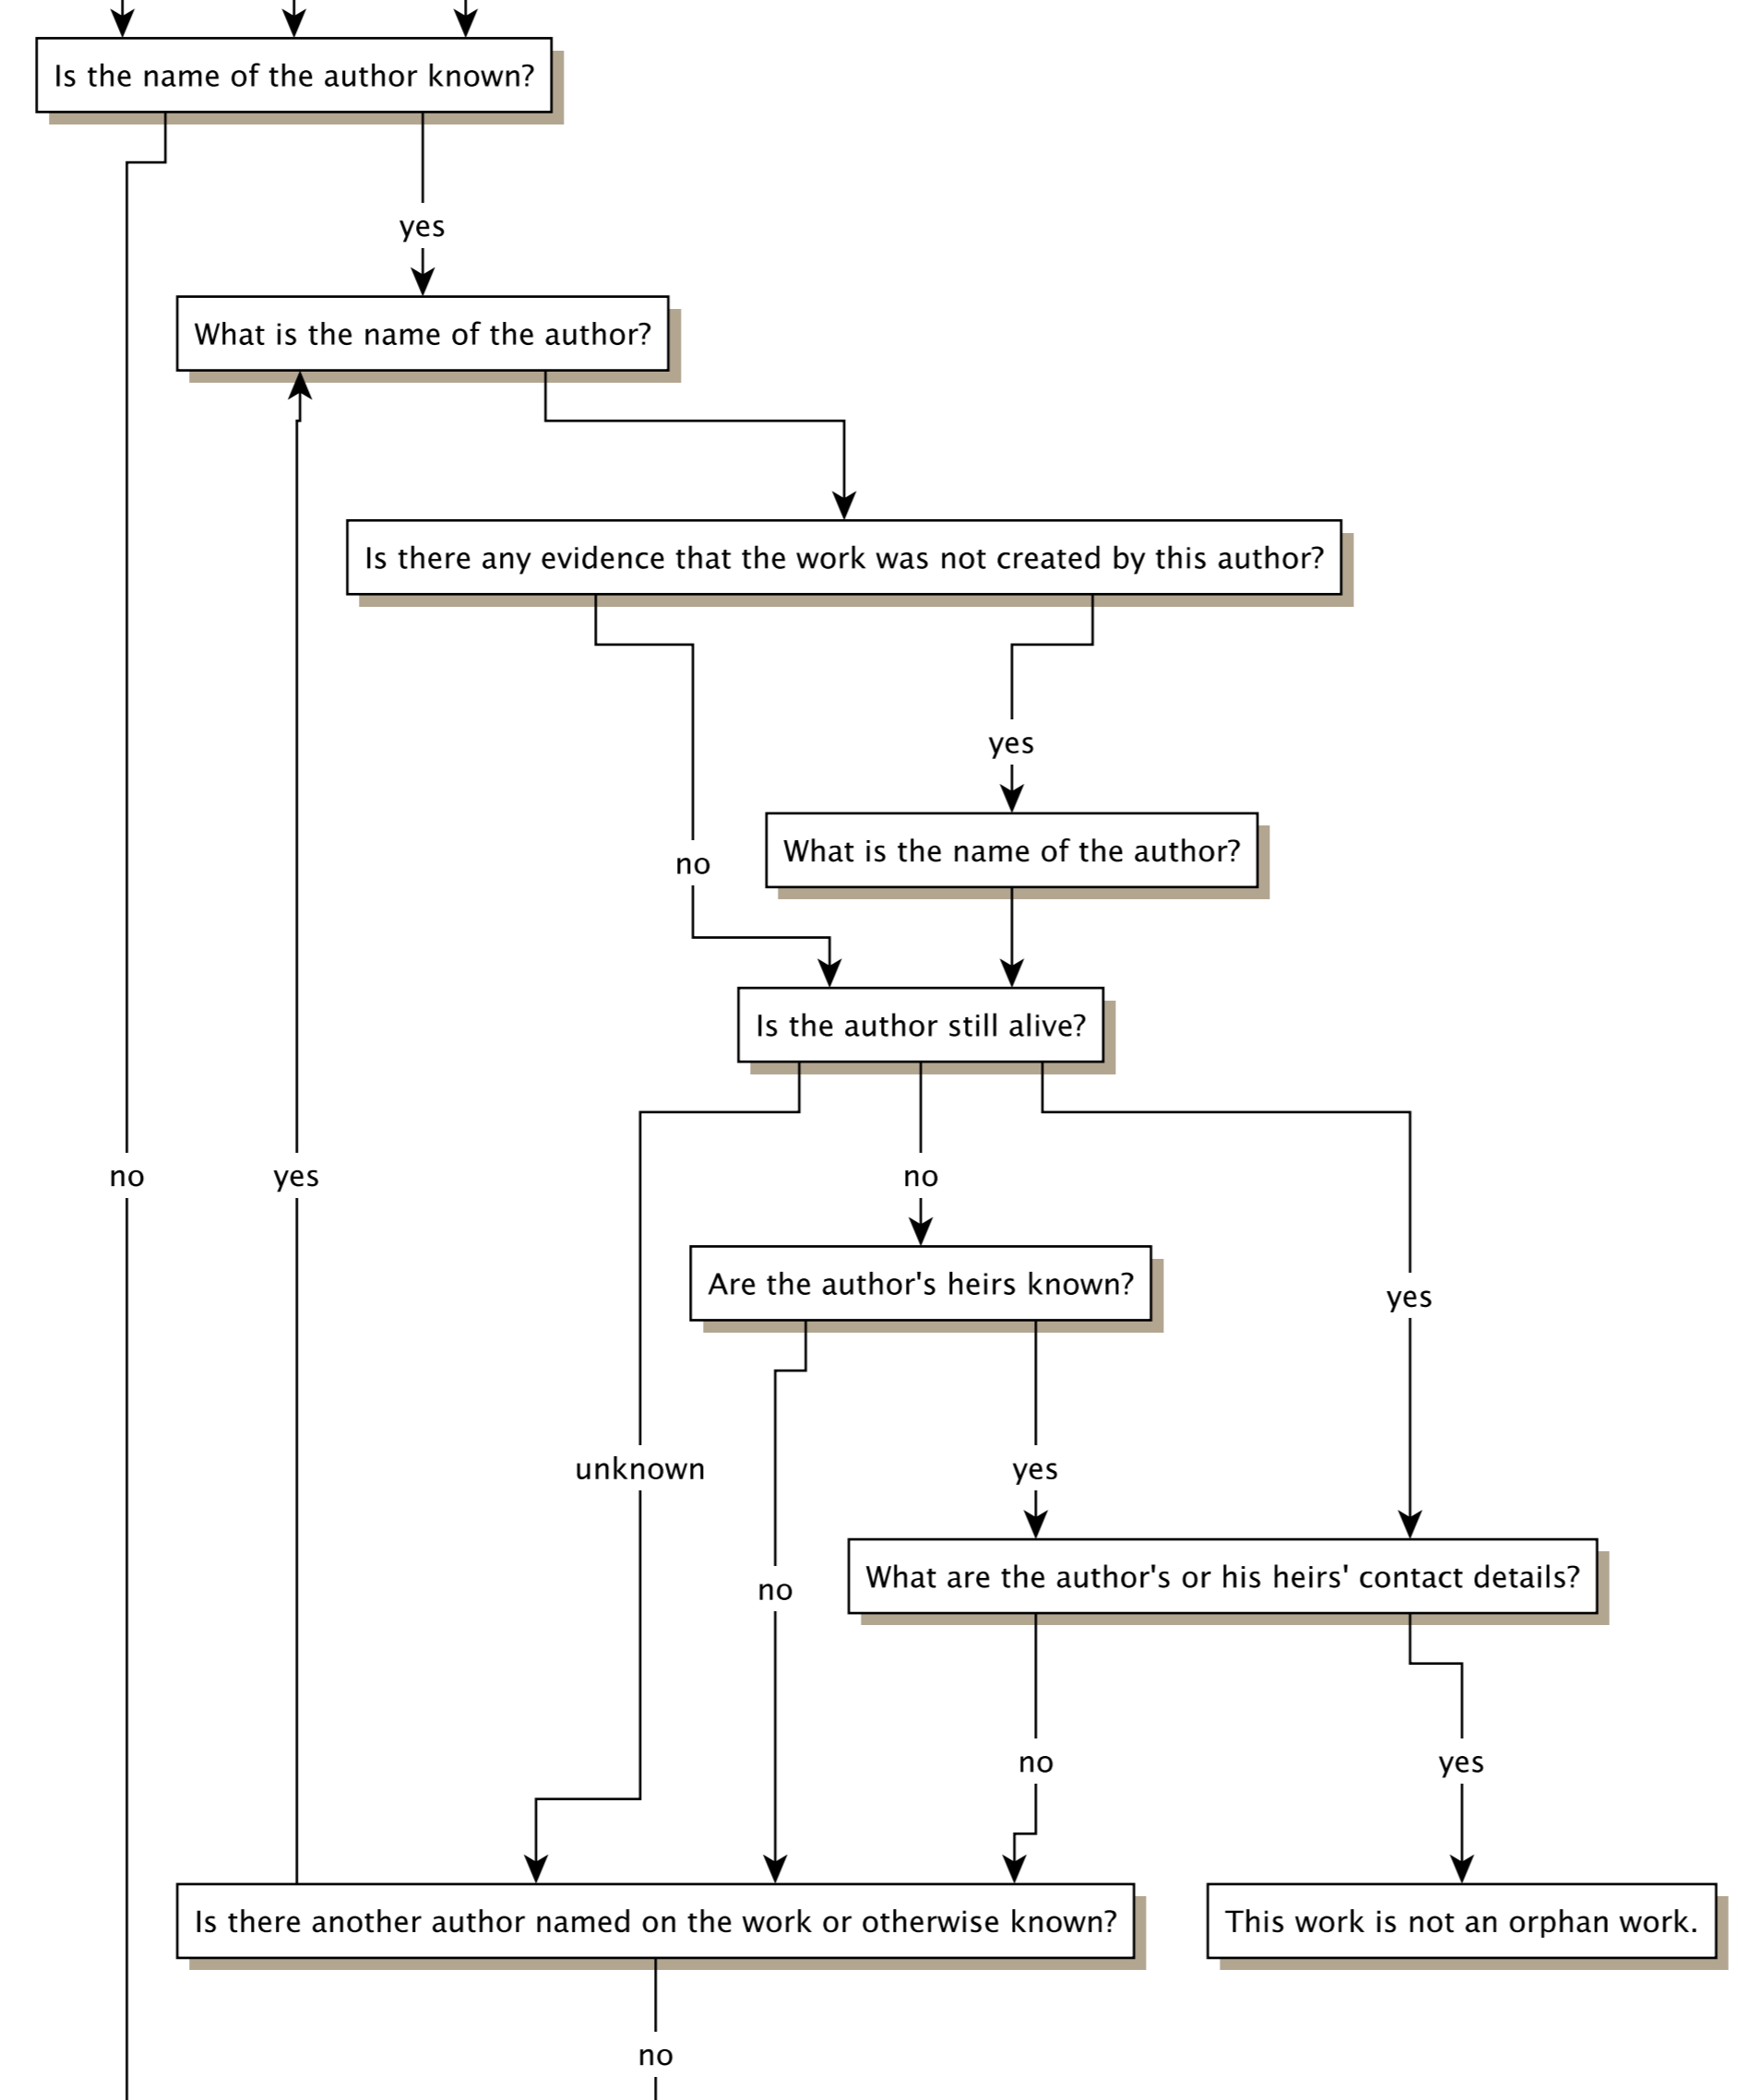 Is the name of the author known?
yes
What is the name of the author?
Is there any evidence that the work was not created by this author?
yes
What is the name of the author?
no
Is the author still alive?
no
yes
no
Are the author's heirs known?
yes
unknown
yes
What are the author's or his heirs' contact details?
no
no
yes
Is there another author named on the work or otherwise known?
This work is not an orphan work.
no